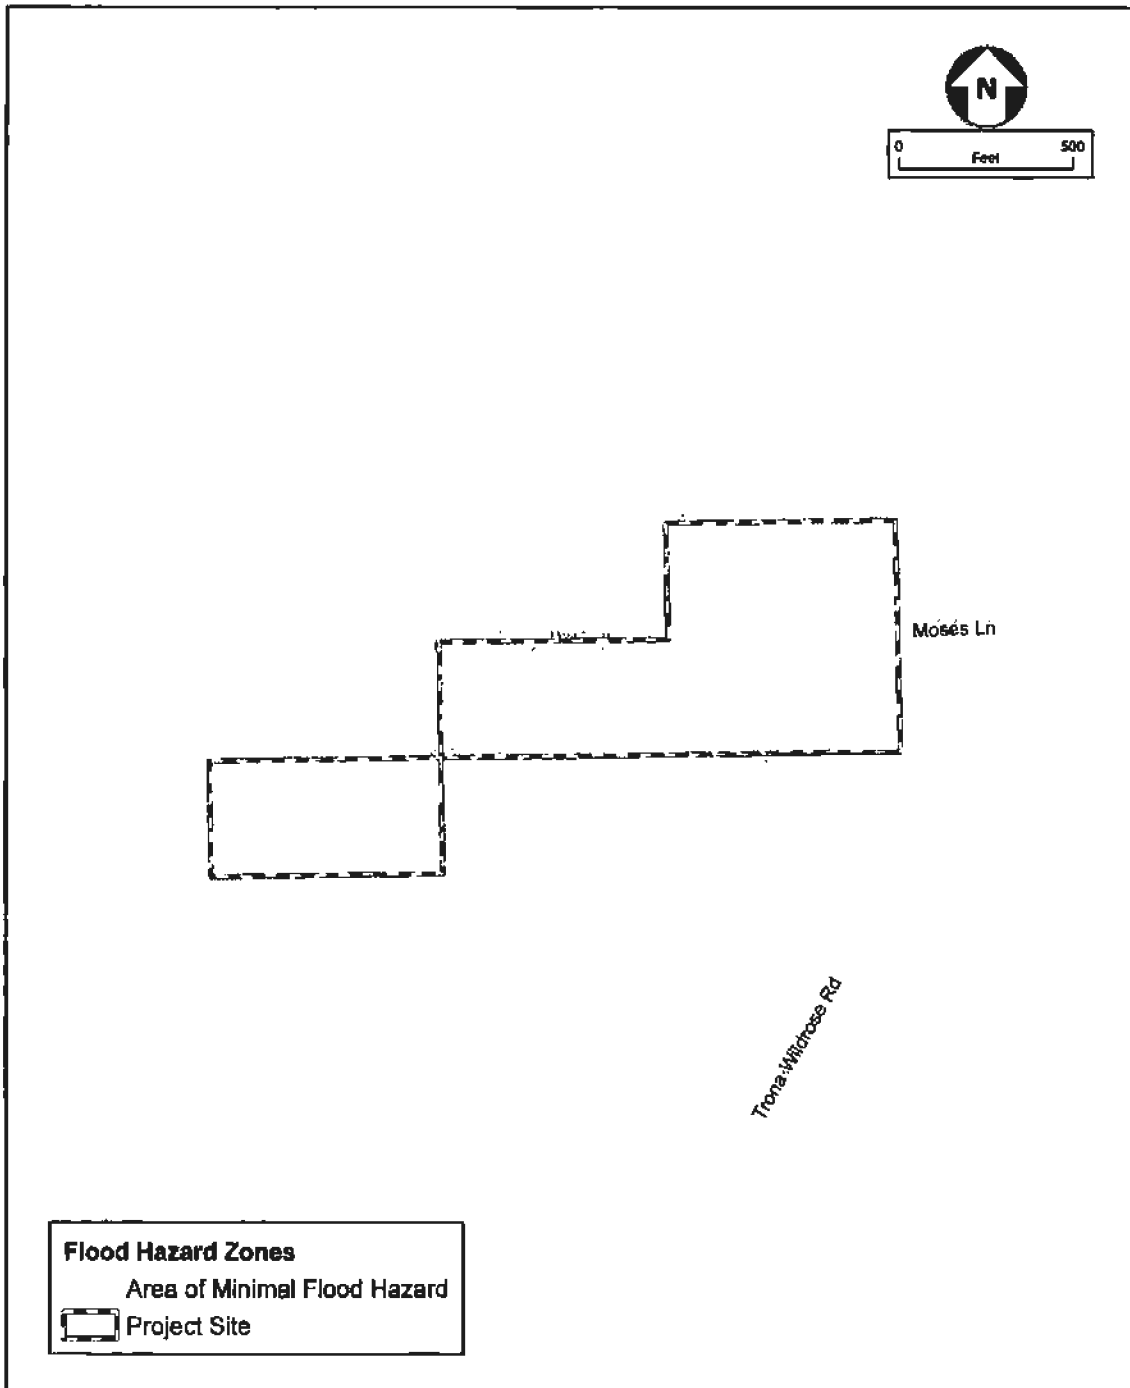 N
0 500
Feet
Moses Ln
Trona-Wildrose Rd
Flood Hazard Zones
Area of Minimal Flood Hazard
Project Site